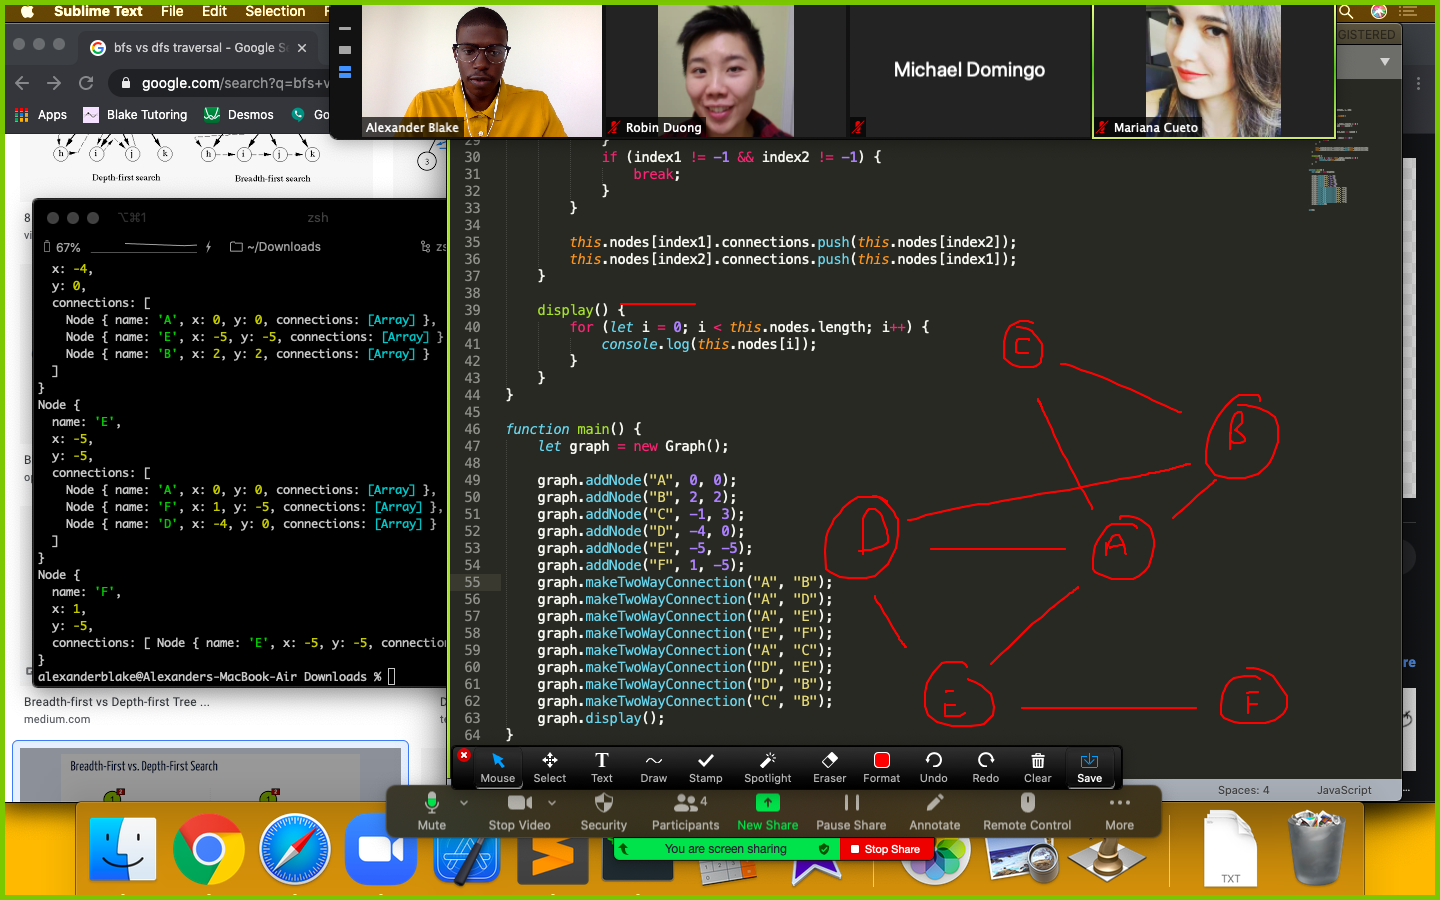 Sublime Text File Edit Selection
bfs vs dfs traversal - Google S
google.com/search?q=bfs+v
Apps Blake Tutoring Desmos Go
Alexander Blake
Robin Duong
Michael Domingo
Mariana Cueto
GISTERED
h i j k h i j k
Depth-first search Breadth-first search
3
8
vi
⌥⌘1 zsh
67% ~/Downloads zs
x: -4,
y: 0,
connections: [
Node { name: 'A', x: 0, y: 0, connections: [Array] },
Node { name: 'E', x: -5, y: -5, connections: [Array] }
Node { name: 'B', x: 2, y: 2, connections: [Array] }
]
}
Node {
name: 'E',
x: -5,
y: -5,
connections: [
Node { name: 'A', x: 0, y: 0, connections: [Array] },
Node { name: 'F', x: 1, y: -5, connections: [Array] },
Node { name: 'D', x: -4, y: 0, connections: [Array] }
]
}
Node {
name: 'F',
x: 1,
y: -5,
connections: [ Node { name: 'E', x: -5, y: -5, connectio
}
alexanderblake@Alexanders-MacBook-Air Downloads %
Breadth-first vs Depth-first Tree ...
medium.com
Breadth-First vs. Depth-First Search
29 }
30 if (index1 != -1 && index2 != -1) {
31 break;
32 }
33 }
34
35 this.nodes[index1].connections.push(this.nodes[index2]);
36 this.nodes[index2].connections.push(this.nodes[index1]);
37 }
38
39 display() {
40 for (let i = 0; i < this.nodes.length; i++) {
41 console.log(this.nodes[i]);
42 }
43 }
44 }
45
46 function main() {
47 let graph = new Graph();
48
49 graph.addNode("A", 0, 0);
50 graph.addNode("B", 2, 2);
51 graph.addNode("C", -1, 3);
52 graph.addNode("D", -4, 0);
53 graph.addNode("E", -5, -5);
54 graph.addNode("F", 1, -5);
55 graph.makeTwoWayConnection("A", "B");
56 graph.makeTwoWayConnection("A", "D");
57 graph.makeTwoWayConnection("A", "E");
58 graph.makeTwoWayConnection("E", "F");
59 graph.makeTwoWayConnection("A", "C");
60 graph.makeTwoWayConnection("D", "E");
61 graph.makeTwoWayConnection("D", "B");
62 graph.makeTwoWayConnection("C", "B");
63 graph.display();
64 }
C
B
D
A
E
F
re
Mouse Select Text Draw Stamp Spotlight Eraser Format Undo Redo Clear Save
Spaces: 4 JavaScript
4
Mute Stop Video Security Participants New Share Pause Share Annotate Remote Control More
You are screen sharing Stop Share
TXT